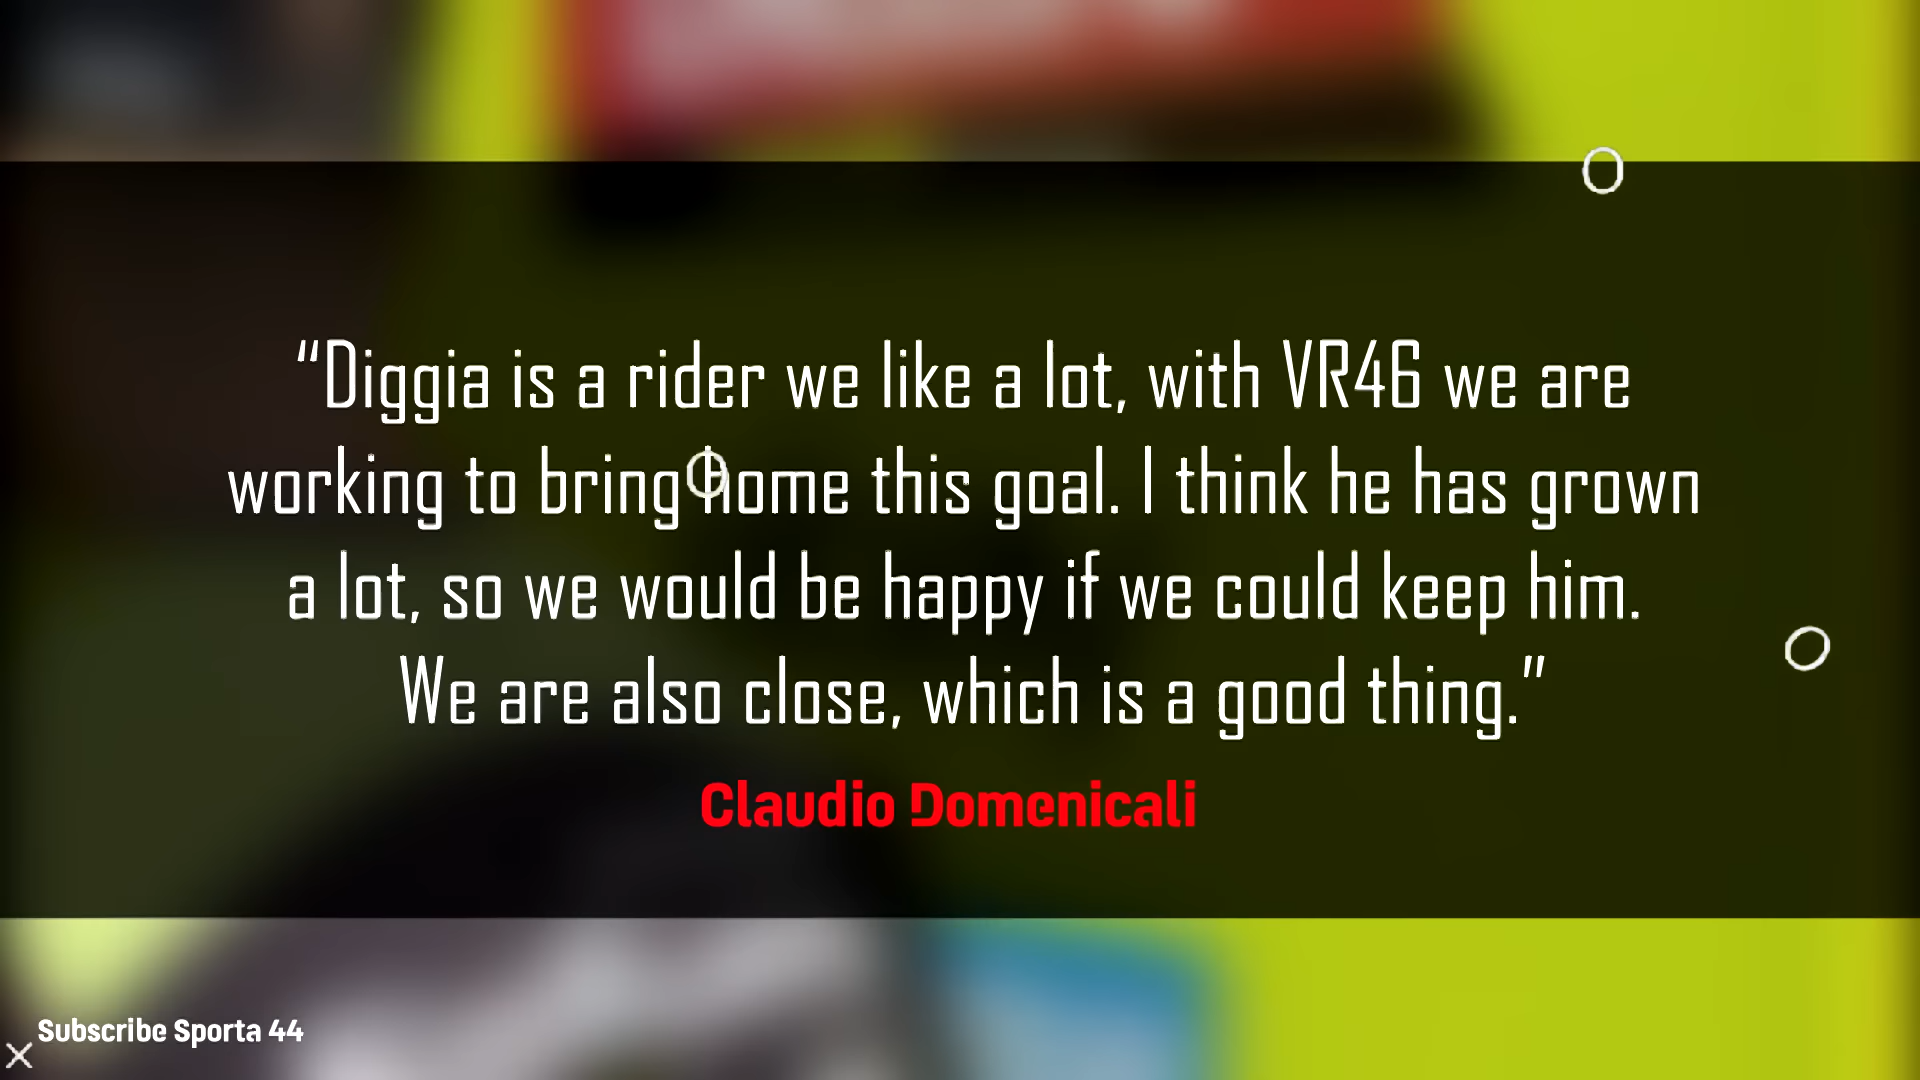 “Diggia is a rider we like a lot, with VR46 we are
working to bring home this goal. I think he has grown
a lot, so we would be happy if we could keep him.
We are also close, which is a good thing.”
Claudio Domenicali
Subscribe Sporta 44